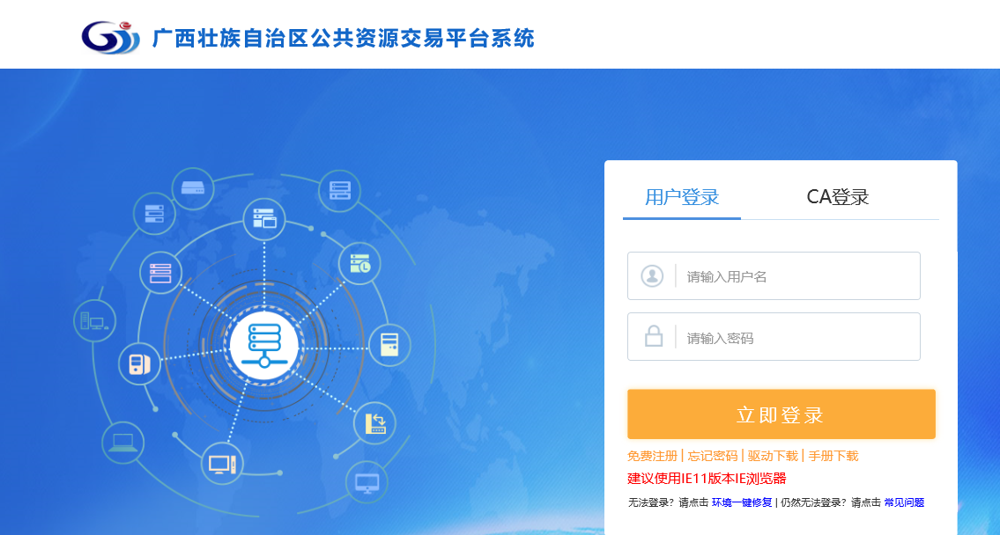 广西壮族自治区公共资源交易平台系统
用户登录 CA登录
请输入用户名
请输入密码
立即登录
免费注册 | 忘记密码 | 驱动下载 | 手册下载
建议使用IE11版本IE浏览器
无法登录？请点击 环境一键修复 | 仍然无法登录？请点击 常见问题